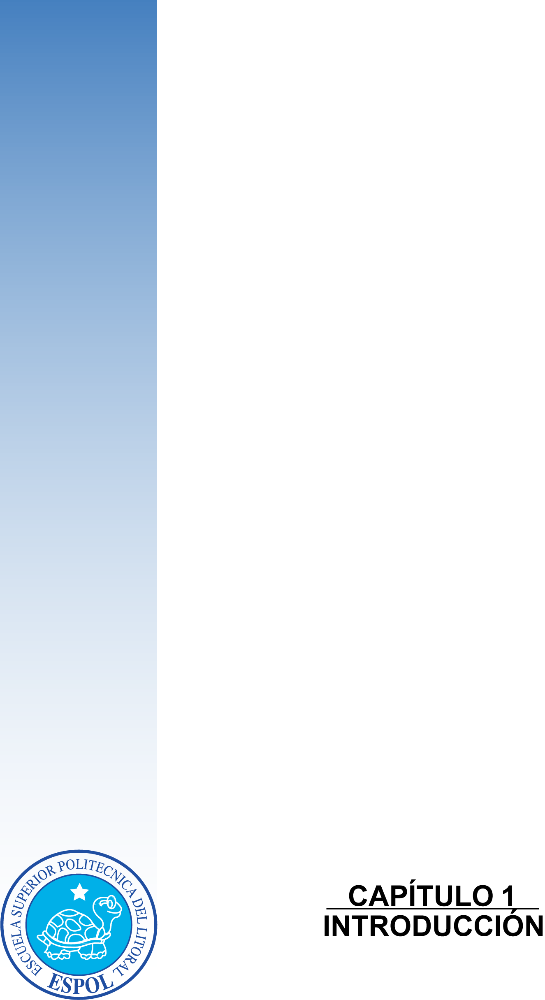 ESCUELA SUPERIOR POLITECNICA DEL LITORAL
ESPOL
CAPÍTULO 1
INTRODUCCIÓN